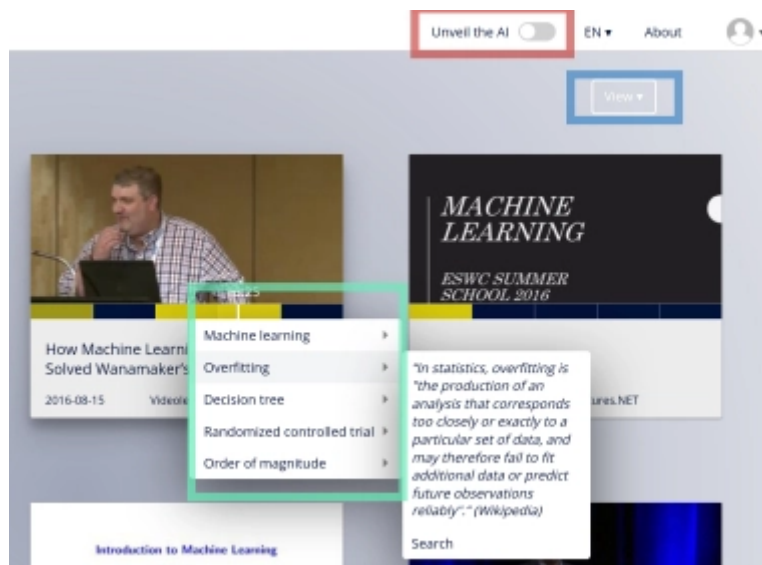 Unveil the AI EN ▾ About
View ▾
MACHINE
LEARNING
ESWC SUMMER
SCHOOL 2016
How Machine Learni
Solved Wanamaker's
2016-08-15 Videole
Machine learning
Overfitting
Decision tree
Randomized controlled trial
Order of magnitude
"In statistics, overfitting is
"the production of an
analysis that corresponds
too closely or exactly to a
particular set of data, and
may therefore fail to fit
additional data or predict
future observations
reliably"." (Wikipedia)
Search
ures.NET
Introduction to Machine Learning